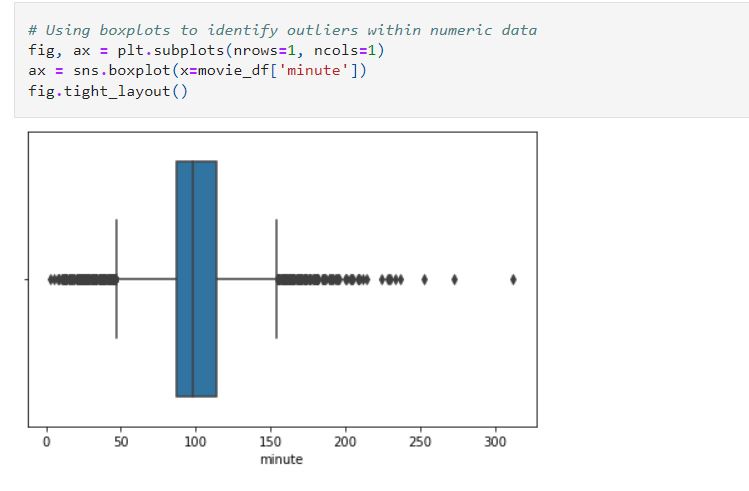 # Using boxplots to identify outliers within numeric data
fig, ax = plt.subplots(nrows=1, ncols=1)
ax = sns.boxplot(x=movie_df['minute'])
fig.tight_layout()
0 50 100 150 200 250 300
minute